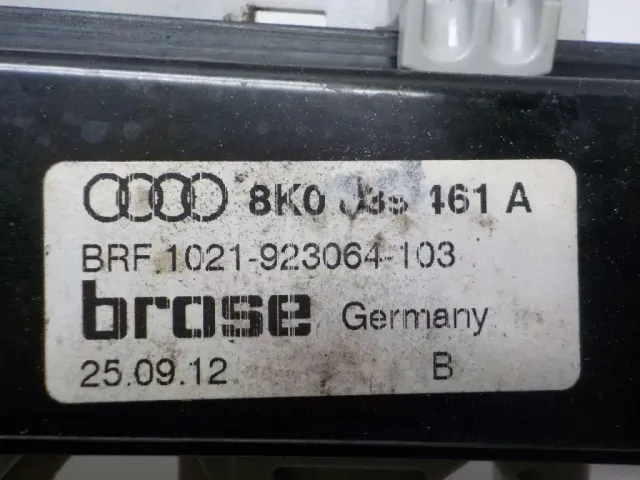 8K0 461 A
BRF 1021-923064-103
brose Germany
25.09.12 B